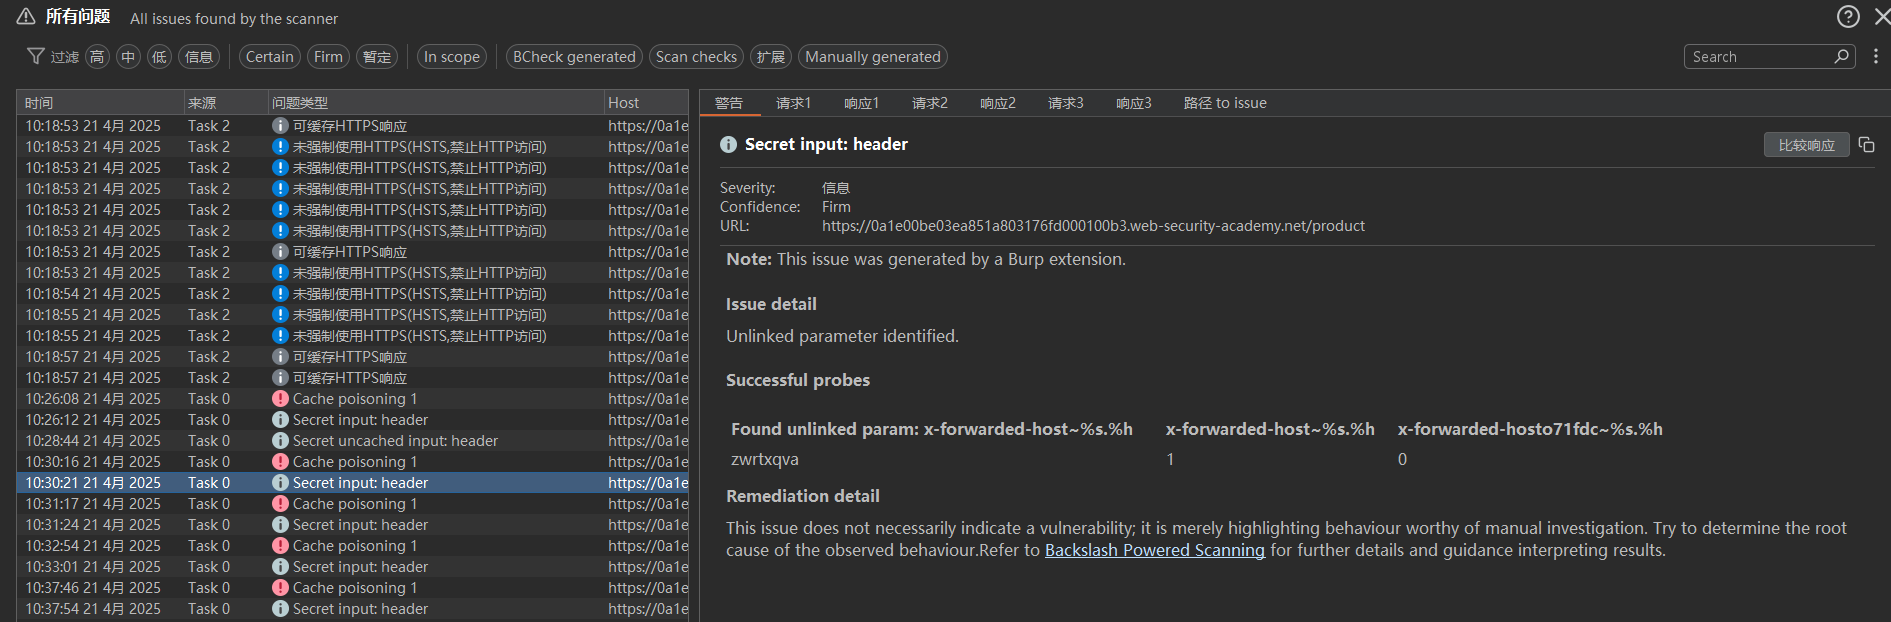 所有问题 All issues found by the scanner
过滤 高 中 低 信息 Certain Firm 暂定 In scope BCheck generated Scan checks 扩展 Manually generated Search
时间 来源 问题类型 Host
10:18:53 21 4月 2025 Task 2 可缓存HTTPS响应 https://0a1e
10:18:53 21 4月 2025 Task 2 未强制使用HTTPS(HSTS,禁止HTTP访问) https://0a1e
10:18:53 21 4月 2025 Task 2 未强制使用HTTPS(HSTS,禁止HTTP访问) https://0a1e
10:18:53 21 4月 2025 Task 2 未强制使用HTTPS(HSTS,禁止HTTP访问) https://0a1e
10:18:53 21 4月 2025 Task 2 未强制使用HTTPS(HSTS,禁止HTTP访问) https://0a1e
10:18:53 21 4月 2025 Task 2 未强制使用HTTPS(HSTS,禁止HTTP访问) https://0a1e
10:18:53 21 4月 2025 Task 2 可缓存HTTPS响应 https://0a1e
10:18:53 21 4月 2025 Task 2 未强制使用HTTPS(HSTS,禁止HTTP访问) https://0a1e
10:18:54 21 4月 2025 Task 2 未强制使用HTTPS(HSTS,禁止HTTP访问) https://0a1e
10:18:55 21 4月 2025 Task 2 未强制使用HTTPS(HSTS,禁止HTTP访问) https://0a1e
10:18:55 21 4月 2025 Task 2 未强制使用HTTPS(HSTS,禁止HTTP访问) https://0a1e
10:18:57 21 4月 2025 Task 2 可缓存HTTPS响应 https://0a1e
10:18:57 21 4月 2025 Task 2 可缓存HTTPS响应 https://0a1e
10:26:08 21 4月 2025 Task 0 Cache poisoning 1 https://0a1e
10:26:12 21 4月 2025 Task 0 Secret input: header https://0a1e
10:28:44 21 4月 2025 Task 0 Secret uncached input: header https://0a1e
10:30:16 21 4月 2025 Task 0 Cache poisoning 1 https://0a1e
10:30:21 21 4月 2025 Task 0 Secret input: header https://0a1e
10:31:17 21 4月 2025 Task 0 Cache poisoning 1 https://0a1e
10:31:24 21 4月 2025 Task 0 Secret input: header https://0a1e
10:32:54 21 4月 2025 Task 0 Cache poisoning 1 https://0a1e
10:33:01 21 4月 2025 Task 0 Secret input: header https://0a1e
10:37:46 21 4月 2025 Task 0 Cache poisoning 1 https://0a1e
10:37:54 21 4月 2025 Task 0 Secret input: header https://0a1e
警告 请求1 响应1 请求2 响应2 请求3 响应3 路径 to issue
Secret input: header 比较响应
Severity: 信息
Confidence: Firm
URL: https://0a1e00be03ea851a803176fd000100b3.web-security-academy.net/product
Note: This issue was generated by a Burp extension.
Issue detail
Unlinked parameter identified.
Successful probes
Found unlinked param: x-forwarded-host~%s.%h x-forwarded-host~%s.%h x-forwarded-hosto71fdc~%s.%h
zwrtxqva 1 0
Remediation detail
This issue does not necessarily indicate a vulnerability; it is merely highlighting behaviour worthy of manual investigation. Try to determine the root
cause of the observed behaviour.Refer to Backslash Powered Scanning for further details and guidance interpreting results.